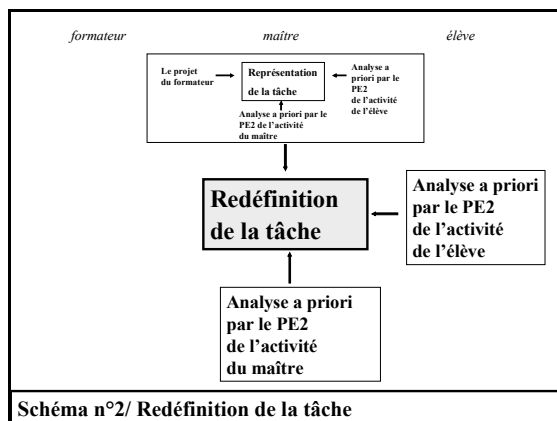 formateur maître élève
Le projet
du formateur
Représentation
de la tâche
Analyse a
priori par le
PE2
de l'activité
de l'élève
Analyse a priori par le
PE2 de l'activité
du maître
Redéfinition
de la tâche
Analyse a priori
par le PE2
de l'activité
de l'élève
Analyse a priori
par le PE2
de l'activité
du maître
Schéma n°2/ Redéfinition de la tâche